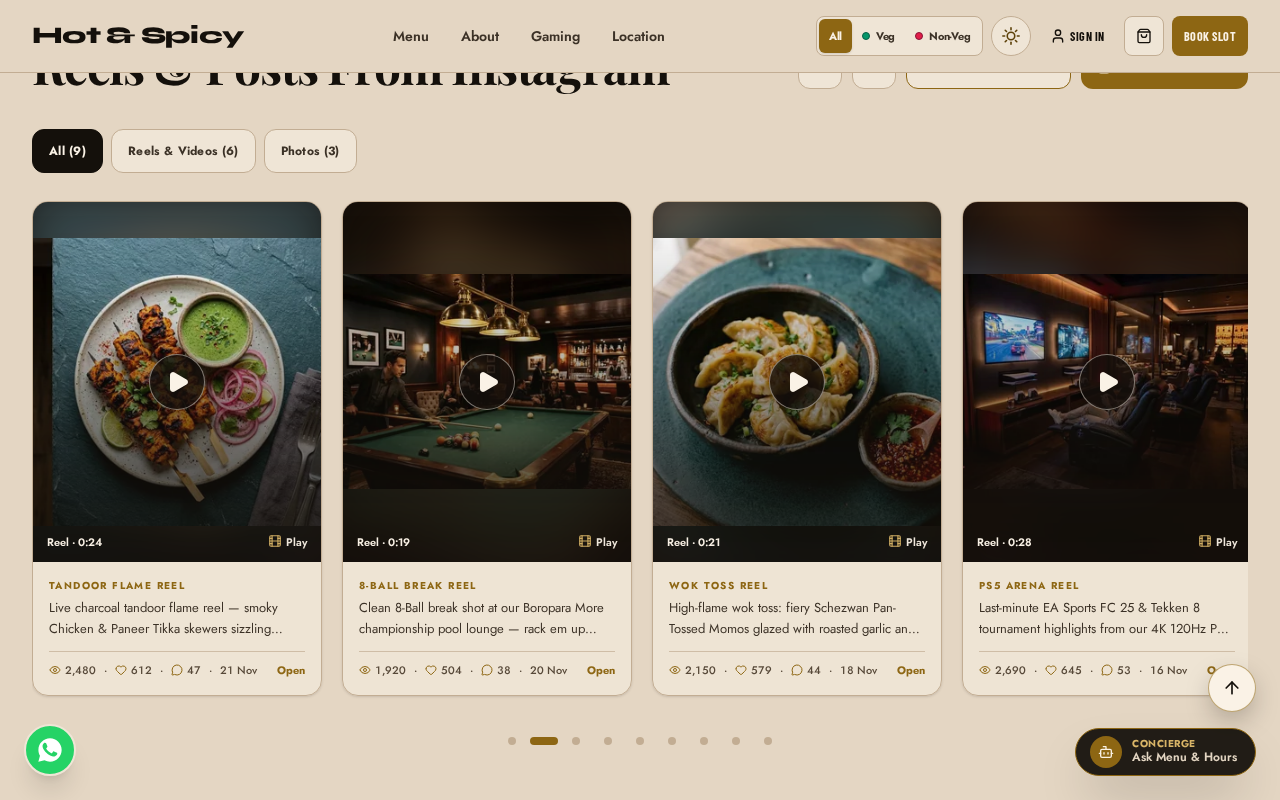 Hot & Spicy
Menu
About
Gaming
Location
All
Veg
Non-Veg
SIGN IN
BOOK SLOT
Reels & Posts From Instagram
All (9)
Reels & Videos (6)
Photos (3)
Reel · 0:24
Play
Reel · 0:19
Play
Reel · 0:21
Play
Reel · 0:28
Play
TANDOOR FLAME REEL
Live charcoal tandoor flame reel — smoky
Chicken & Paneer Tikka skewers sizzling...
2,480 · 612 · 47 · 21 Nov
Open
8-BALL BREAK REEL
Clean 8-Ball break shot at our Boropara More
championship pool lounge — rack em up...
1,920 · 504 · 38 · 20 Nov
Open
WOK TOSS REEL
High-flame wok toss: fiery Schezwan Pan-
Tossed Momos glazed with roasted garlic an...
2,150 · 579 · 44 · 18 Nov
Open
PS5 ARENA REEL
Last-minute EA Sports FC 25 & Tekken 8
tournament highlights from our 4K 120Hz P...
2,690 · 645 · 53 · 16 Nov
CONCIERGE
Ask Menu & Hours